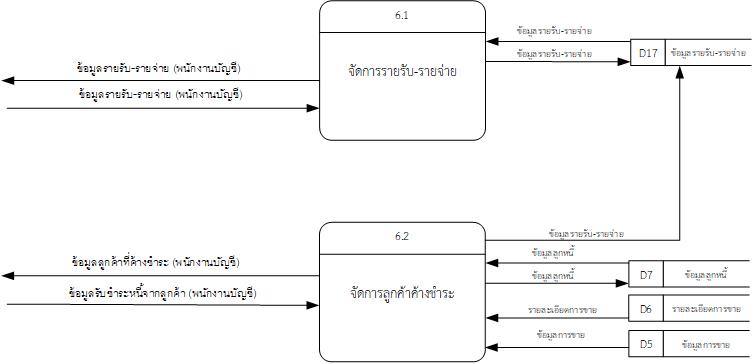 6.1
จัดการรายรับ-รายจ่าย
ข้อมูลรายรับ-รายจ่าย (พนักงานบัญชี)
ข้อมูลรายรับ-รายจ่าย (พนักงานบัญชี)
ข้อมูลรายรับ-รายจ่าย
ข้อมูลรายรับ-รายจ่าย
D17 ข้อมูลรายรับ-รายจ่าย
6.2
จัดการลูกค้าค้างชำระ
ข้อมูลลูกค้าที่ค้างชำระ (พนักงานบัญชี)
ข้อมูลรับชำระหนี้จากลูกค้า (พนักงานบัญชี)
ข้อมูลรายรับ-รายจ่าย
ข้อมูลลูกหนี้
ข้อมูลลูกหนี้
D7 ข้อมูลลูกหนี้
รายละเอียดการขาย
D6 รายละเอียดการขาย
ข้อมูลการขาย
D5 ข้อมูลการขาย